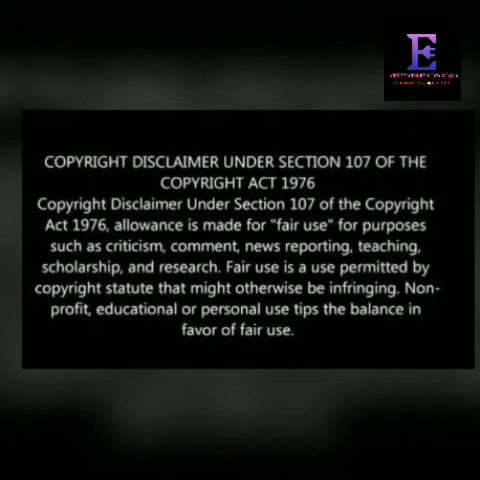 E
COPYRIGHT DISCLAIMER UNDER SECTION 107 OF THE
COPYRIGHT ACT 1976
Copyright Disclaimer Under Section 107 of the Copyright
Act 1976, allowance is made for "fair use" for purposes
such as criticism, comment, news reporting, teaching,
scholarship, and research. Fair use is a use permitted by
copyright statute that might otherwise be infringing. Non-
profit, educational or personal use tips the balance in
favor of fair use.